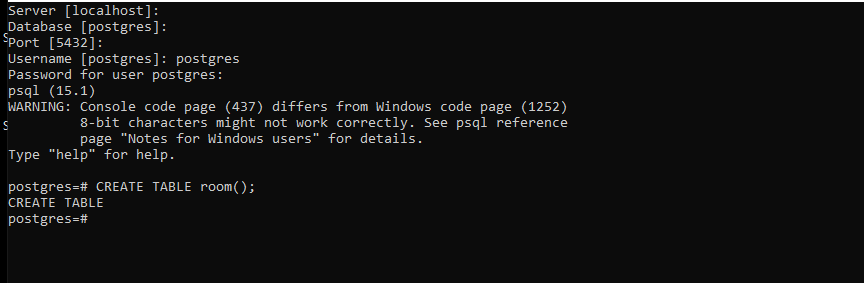 Server [localhost]:
Database [postgres]:
Port [5432]:
Username [postgres]: postgres
Password for user postgres:
psql (15.1)
WARNING: Console code page (437) differs from Windows code page (1252)
         8-bit characters might not work correctly. See psql reference
         page "Notes for Windows users" for details.
Type "help" for help.

postgres=# CREATE TABLE room();
CREATE TABLE
postgres=#